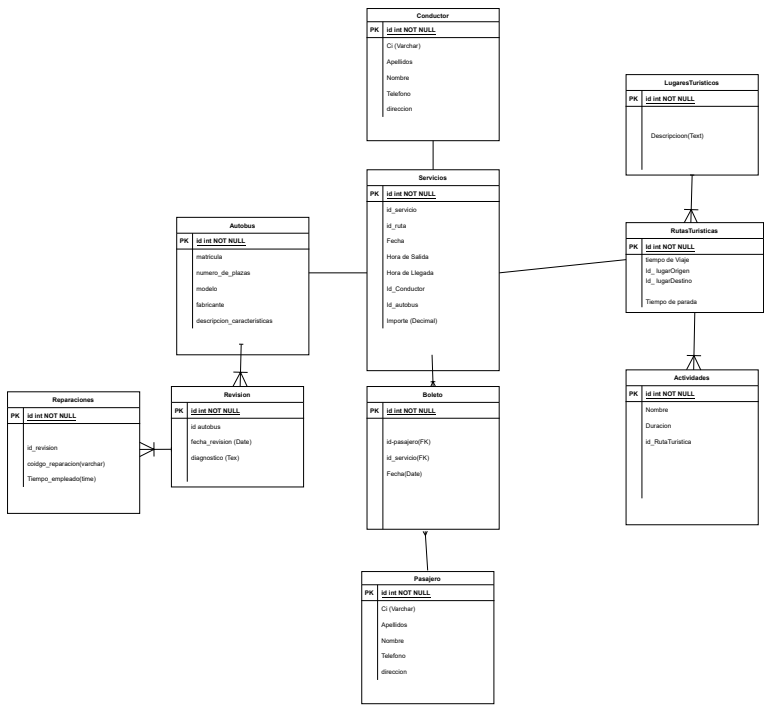 Conductor
PK id int NOT NULL
Ci (Varchar)
Apellidos
Nombre
Telefono
direccion
LugaresTurísticos
PK id int NOT NULL
Descripcioon(Text)
Servicios
PK id int NOT NULL
id_servicio
id_ruta
Fecha
Hora de Salida
Hora de Llegada
Id_Conductor
Id_autobus
Importe (Decimal)
Autobus
PK id int NOT NULL
matricula
numero_de_plazas
modelo
fabricante
descripcion_caracteristicas
RutasTuristicas
PK id int NOT NULL
tiempo de Viaje
Id_ lugarOrigen
Id_ lugarDestino
Tiempo de parada
Reparaciones
PK id int NOT NULL
id_revision
coidgo_reparacion(varchar)
Tiempo_empleado(time)
Revision
PK id int NOT NULL
id autobus
fecha_revision (Date)
diagnostico (Tex)
Boleto
PK id int NOT NULL
id-pasajero(FK)
id_servicio(FK)
Fecha(Date)
Actividades
PK id int NOT NULL
Nombre
Duracion
id_RutaTuristica
Pasajero
PK id int NOT NULL
Ci (Varchar)
Apellidos
Nombre
Telefono
direccion